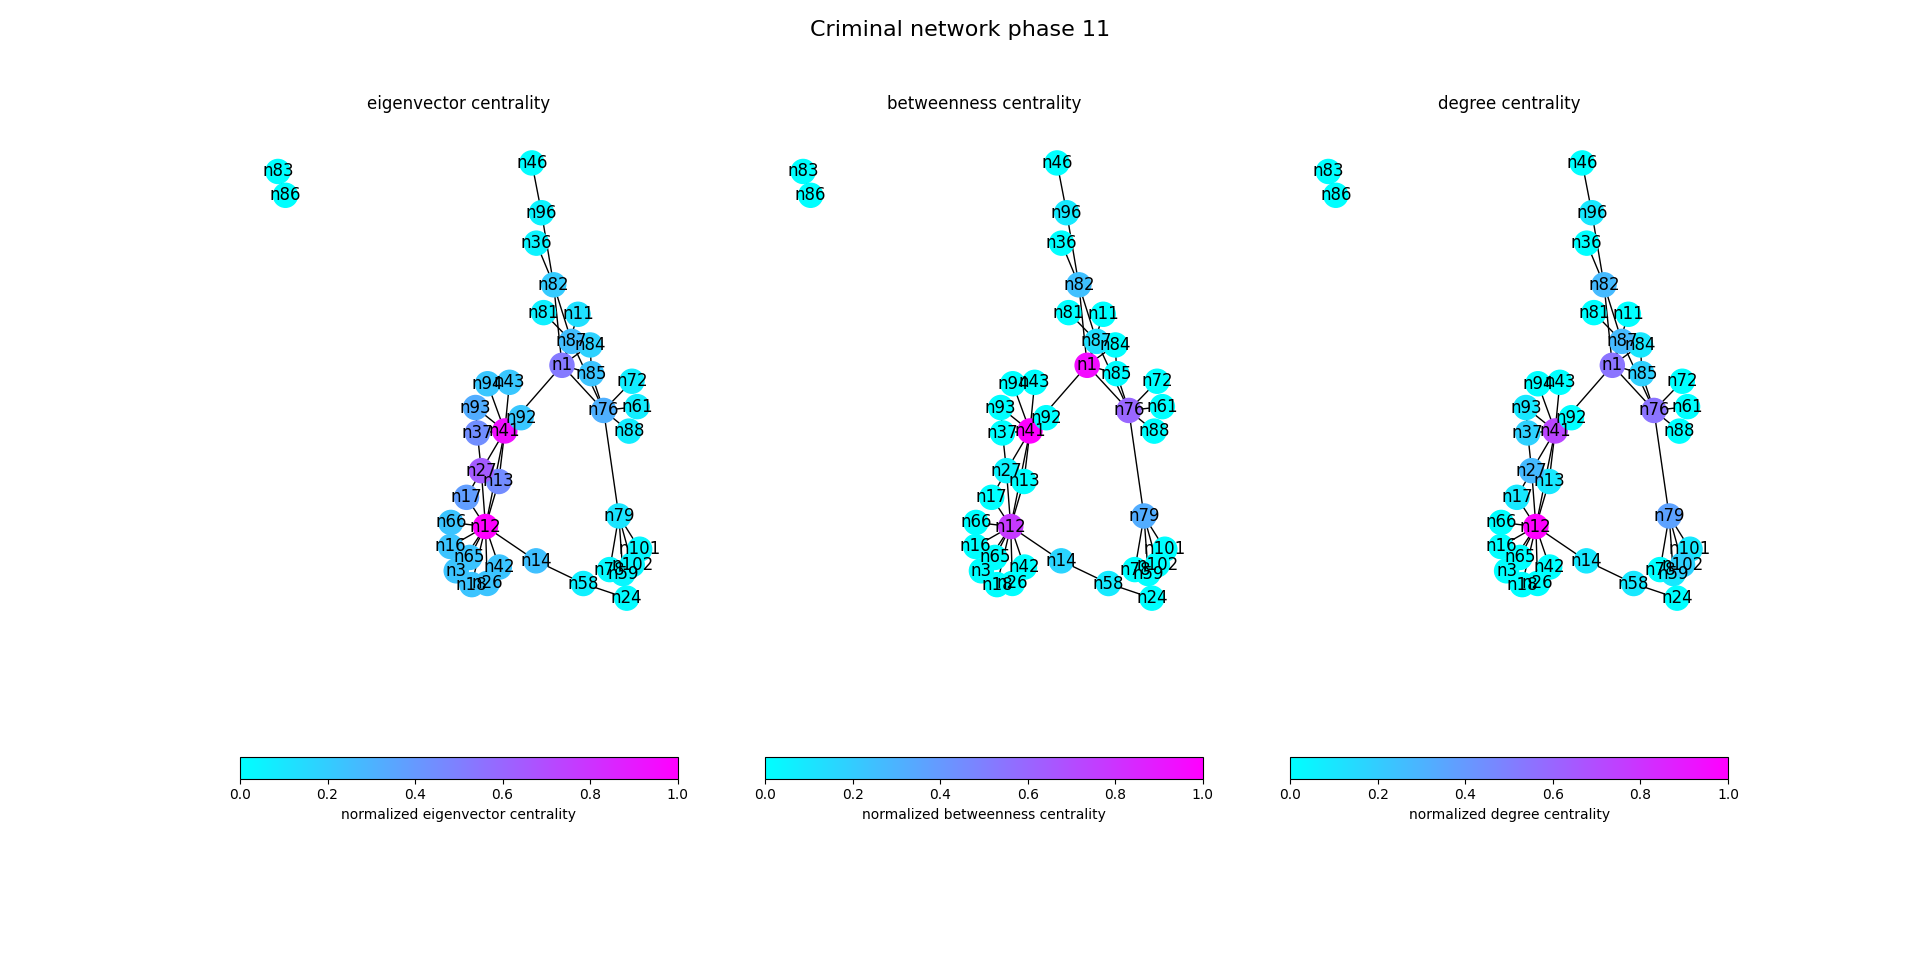 Criminal network phase 11
eigenvector centrality
n83
n86
n46
n96
n36
n82
n81
n11
n87
n84
n1
n85
n94
n43
n72
n93
n92
n76
n61
n37
n41
n88
n27
n13
n17
n66
n12
n79
n16
n65
n101
n3
n42
n14
n102
n59
n18
n26
n58
n24
0.0 0.2 0.4 0.6 0.8 1.0
normalized eigenvector centrality
betweenness centrality
n83
n86
n46
n96
n36
n82
n81
n11
n87
n84
n1
n85
n94
n43
n72
n93
n92
n76
n61
n37
n41
n88
n27
n13
n17
n66
n12
n79
n16
n65
n101
n3
n42
n14
n59
n18
n26
n58
n24
0.0 0.2 0.4 0.6 0.8 1.0
normalized betweenness centrality
degree centrality
n83
n86
n46
n96
n36
n82
n81
n11
n87
n84
n1
n85
n94
n43
n72
n93
n92
n76
n61
n37
n41
n88
n27
n13
n17
n66
n12
n79
n16
n65
n101
n3
n42
n14
n102
n59
n18
n26
n58
n24
0.0 0.2 0.4 0.6 0.8 1.0
normalized degree centrality